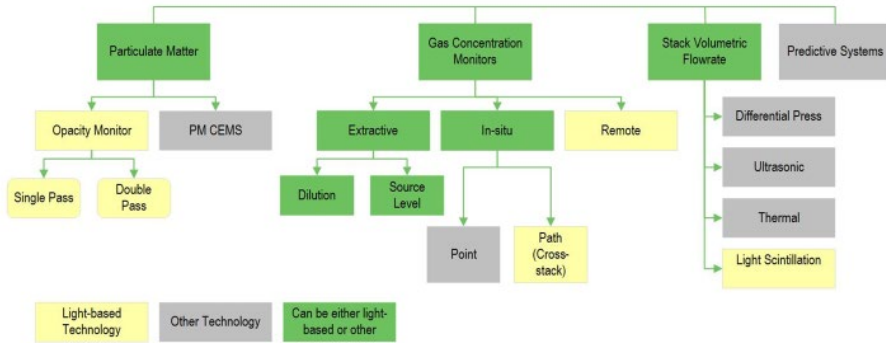 Particulate Matter
Gas Concentration
Monitors
Stack Volumetric
Flowrate
Predictive Systems
Opacity Monitor
PM CEMS
Extractive
In-situ
Remote
Differential Press
Single Pass
Double
Pass
Dilution
Source
Level
Ultrasonic
Thermal
Point
Path
(Cross-
stack)
Light Scintillation
Light-based
Technology
Other Technology
Can be either light-
based or other